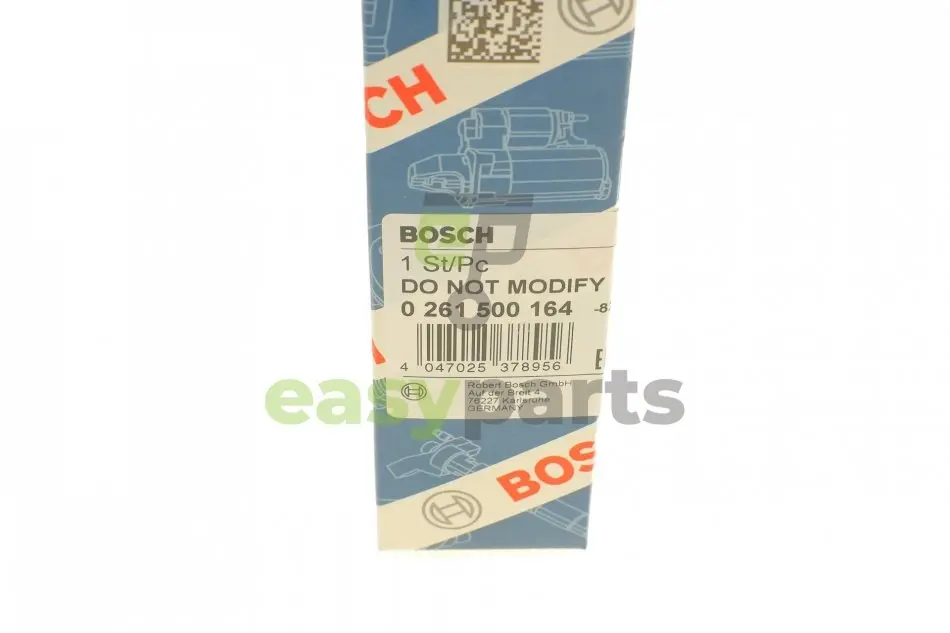 BOSCH
BOSCH
1 St/Pc
DO NOT MODIFY
0 261 500 164
4 047025 378956
E
Robert Bosch GmbH
Auf der Breit 4
76227 Karlsruhe
GERMANY
easyparts
BOSCH